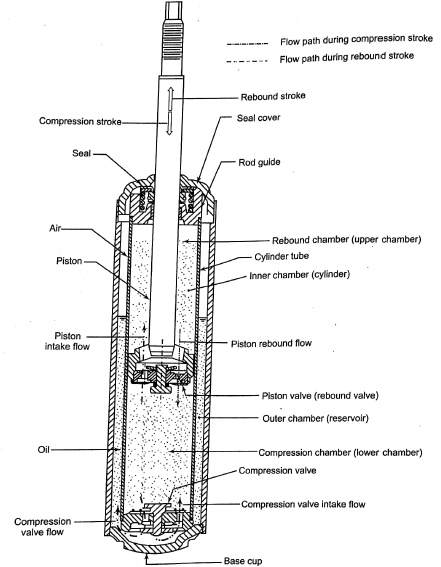 Flow path during compression stroke
Flow path during rebound stroke
Rebound stroke
Compression stroke
Seal cover
Seal
Rod guide
Air
Rebound chamber (upper chamber)
Cylinder tube
Piston
Inner chamber (cylinder)
Piston
intake flow
Piston rebound flow
Piston valve (rebound valve)
Outer chamber (reservoir)
Oil
Compression chamber (lower chamber)
Compression valve
Compression valve intake flow
Compression
valve flow
Base cup